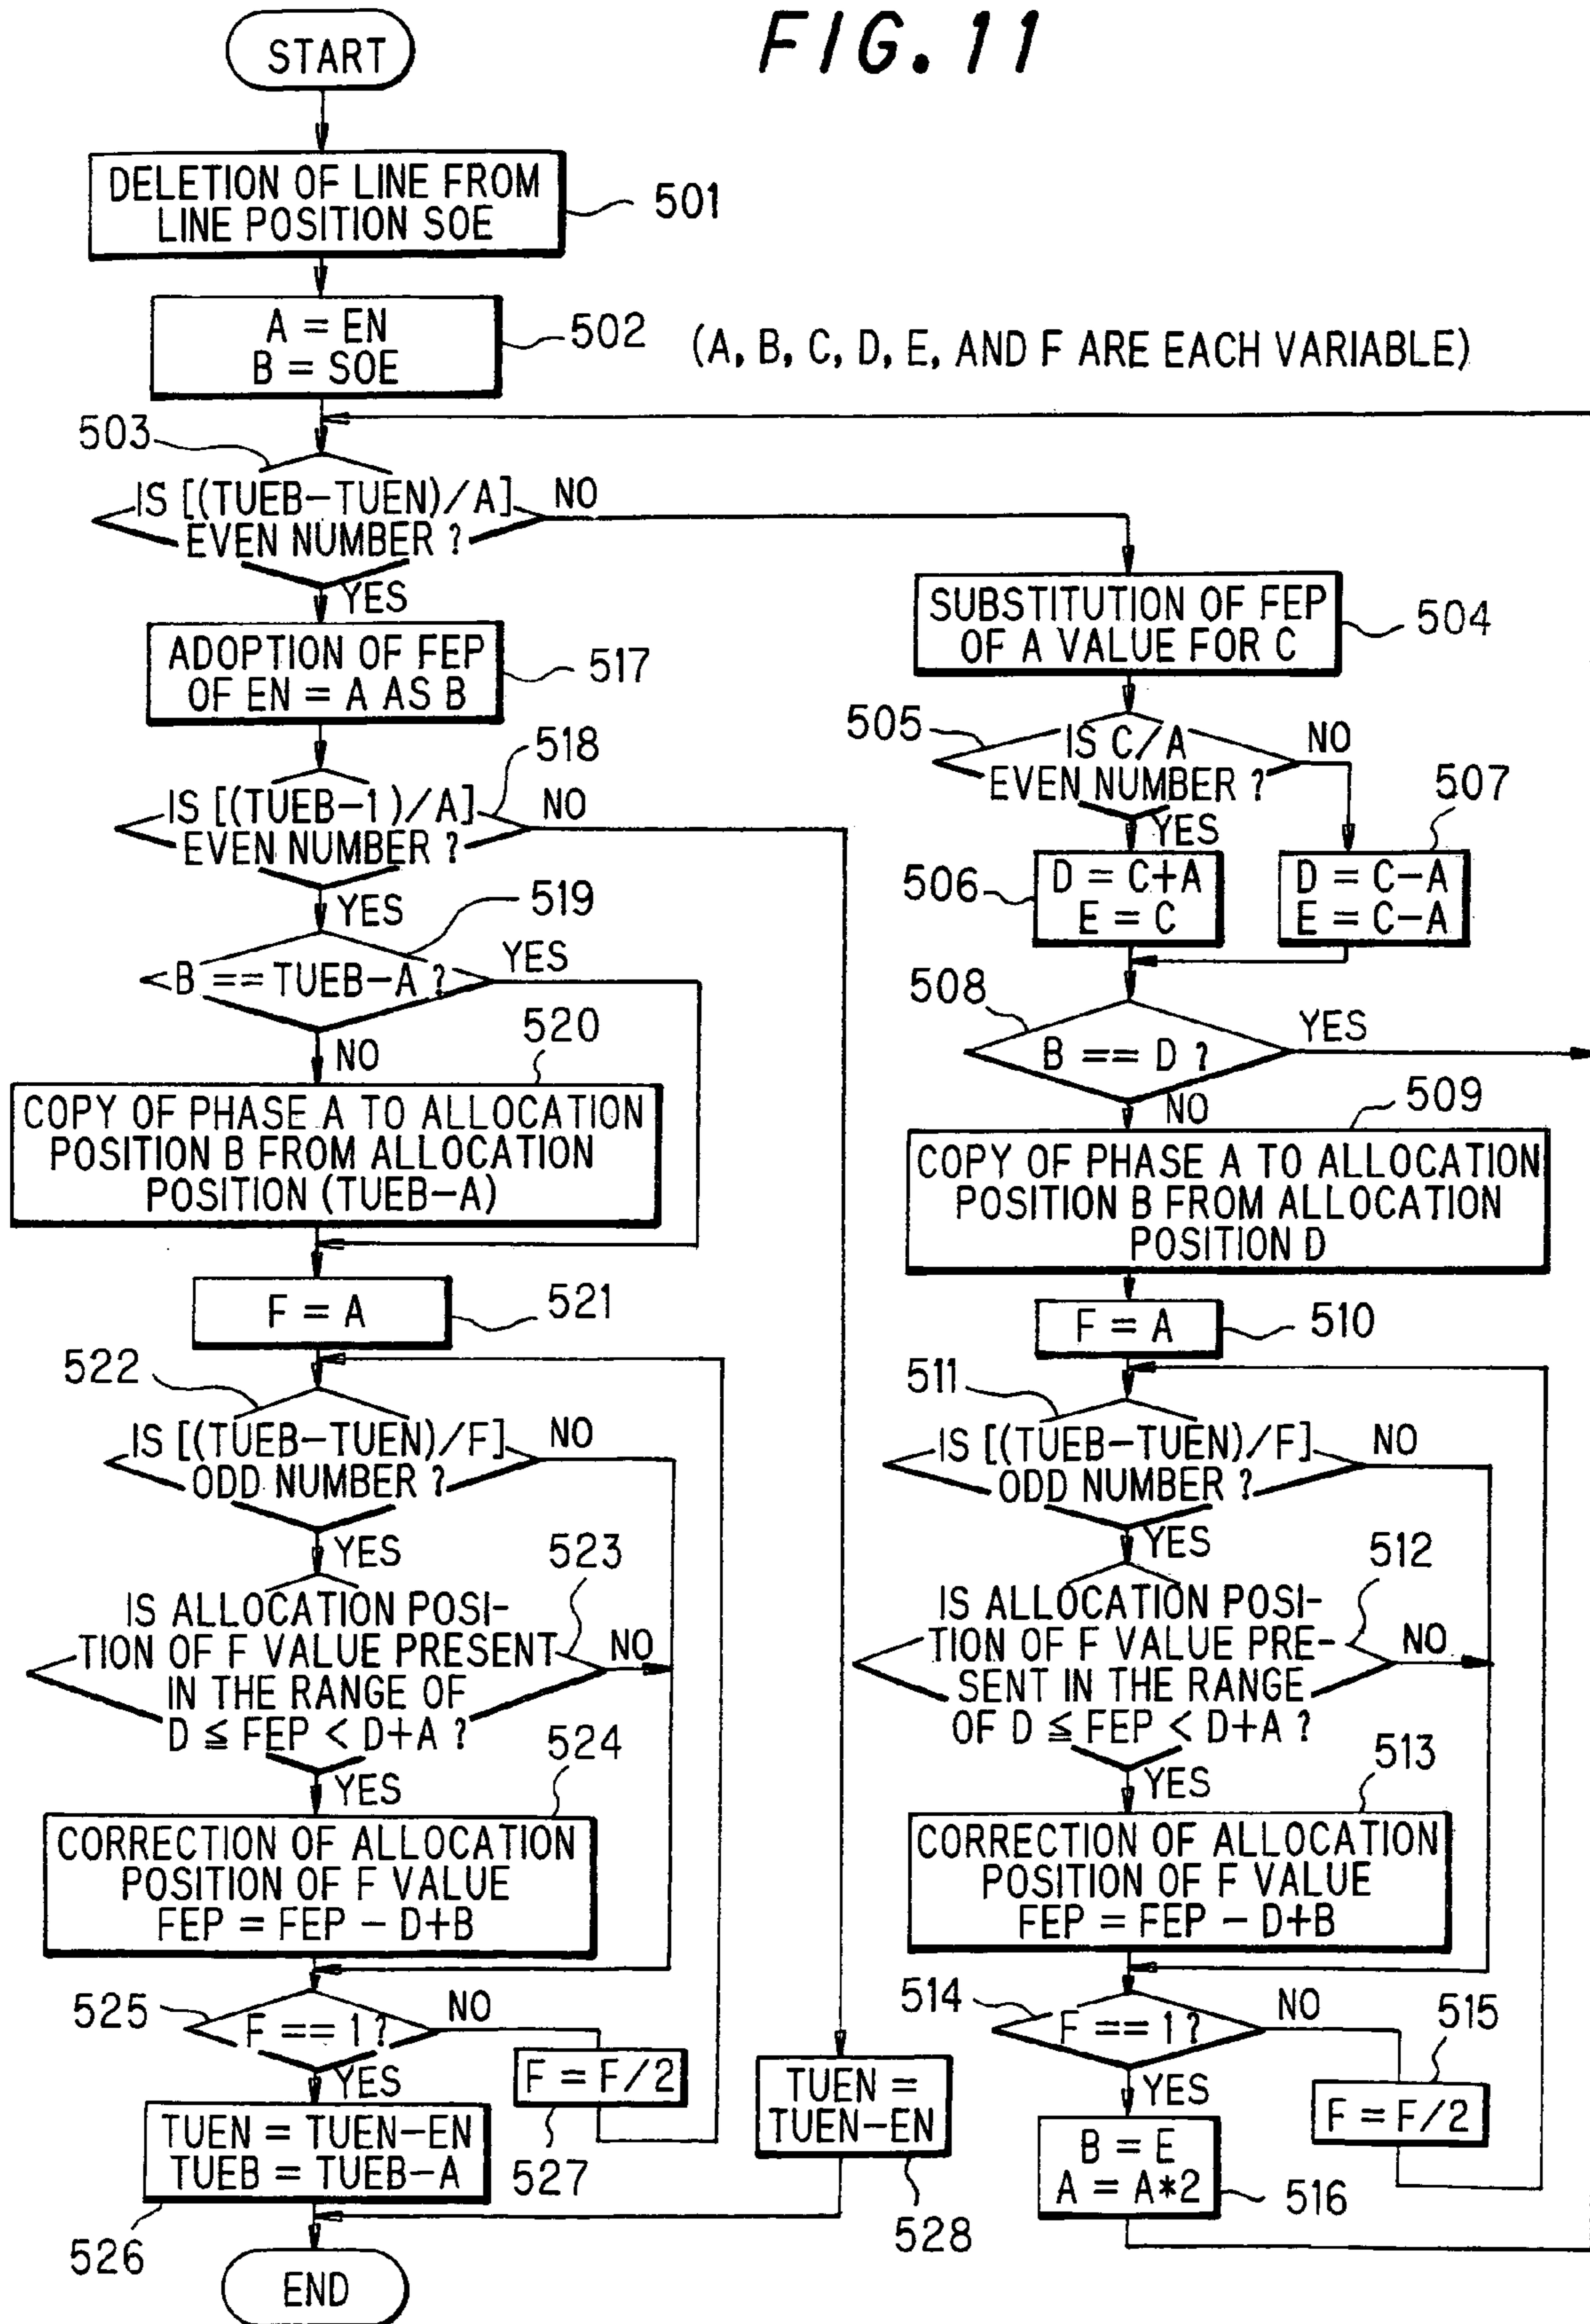 FIG. 11
START
DELETION OF LINE FROM
LINE POSITION SOE
501
A = EN
B = SOE
502
(A, B, C, D, E, AND F ARE EACH VARIABLE)
503
IS [(TUEB-TUEN)/A]
EVEN NUMBER ?
NO
YES
ADOPTION OF FEP
OF EN = A AS B
517
518
IS [(TUEB-1)/A]
EVEN NUMBER ?
NO
YES
519
B == TUEB-A ?
YES
NO
520
COPY OF PHASE A TO ALLOCATION
POSITION B FROM ALLOCATION
POSITION (TUEB-A)
F = A
521
522
IS [(TUEB-TUEN)/F]
ODD NUMBER ?
NO
YES
523
IS ALLOCATION POSI-
TION OF F VALUE PRESENT
IN THE RANGE OF
D ≦ FEP < D+A ?
NO
YES
524
CORRECTION OF ALLOCATION
POSITION OF F VALUE
FEP = FEP - D+B
525
F == 1 ?
NO
YES
F = F/2
527
TUEN = TUEN-EN
TUEB = TUEB-A
526
TUEN =
TUEN-EN
528
END
SUBSTITUTION OF FEP
OF A VALUE FOR C
504
505
IS C/A
EVEN NUMBER ?
NO
YES
506
D = C+A
E = C
507
D = C-A
E = C-A
508
B == D ?
YES
NO
509
COPY OF PHASE A TO ALLOCATION
POSITION B FROM ALLOCATION
POSITION D
F = A
510
511
IS [(TUEB-TUEN)/F]
ODD NUMBER ?
NO
YES
512
IS ALLOCATION POSI-
TION OF F VALUE PRE-
SENT IN THE RANGE
OF D ≦ FEP < D+A ?
NO
YES
513
CORRECTION OF ALLOCATION
POSITION OF F VALUE
FEP = FEP - D+B
514
F == 1 ?
NO
YES
515
F = F/2
B = E
A = A*2
516